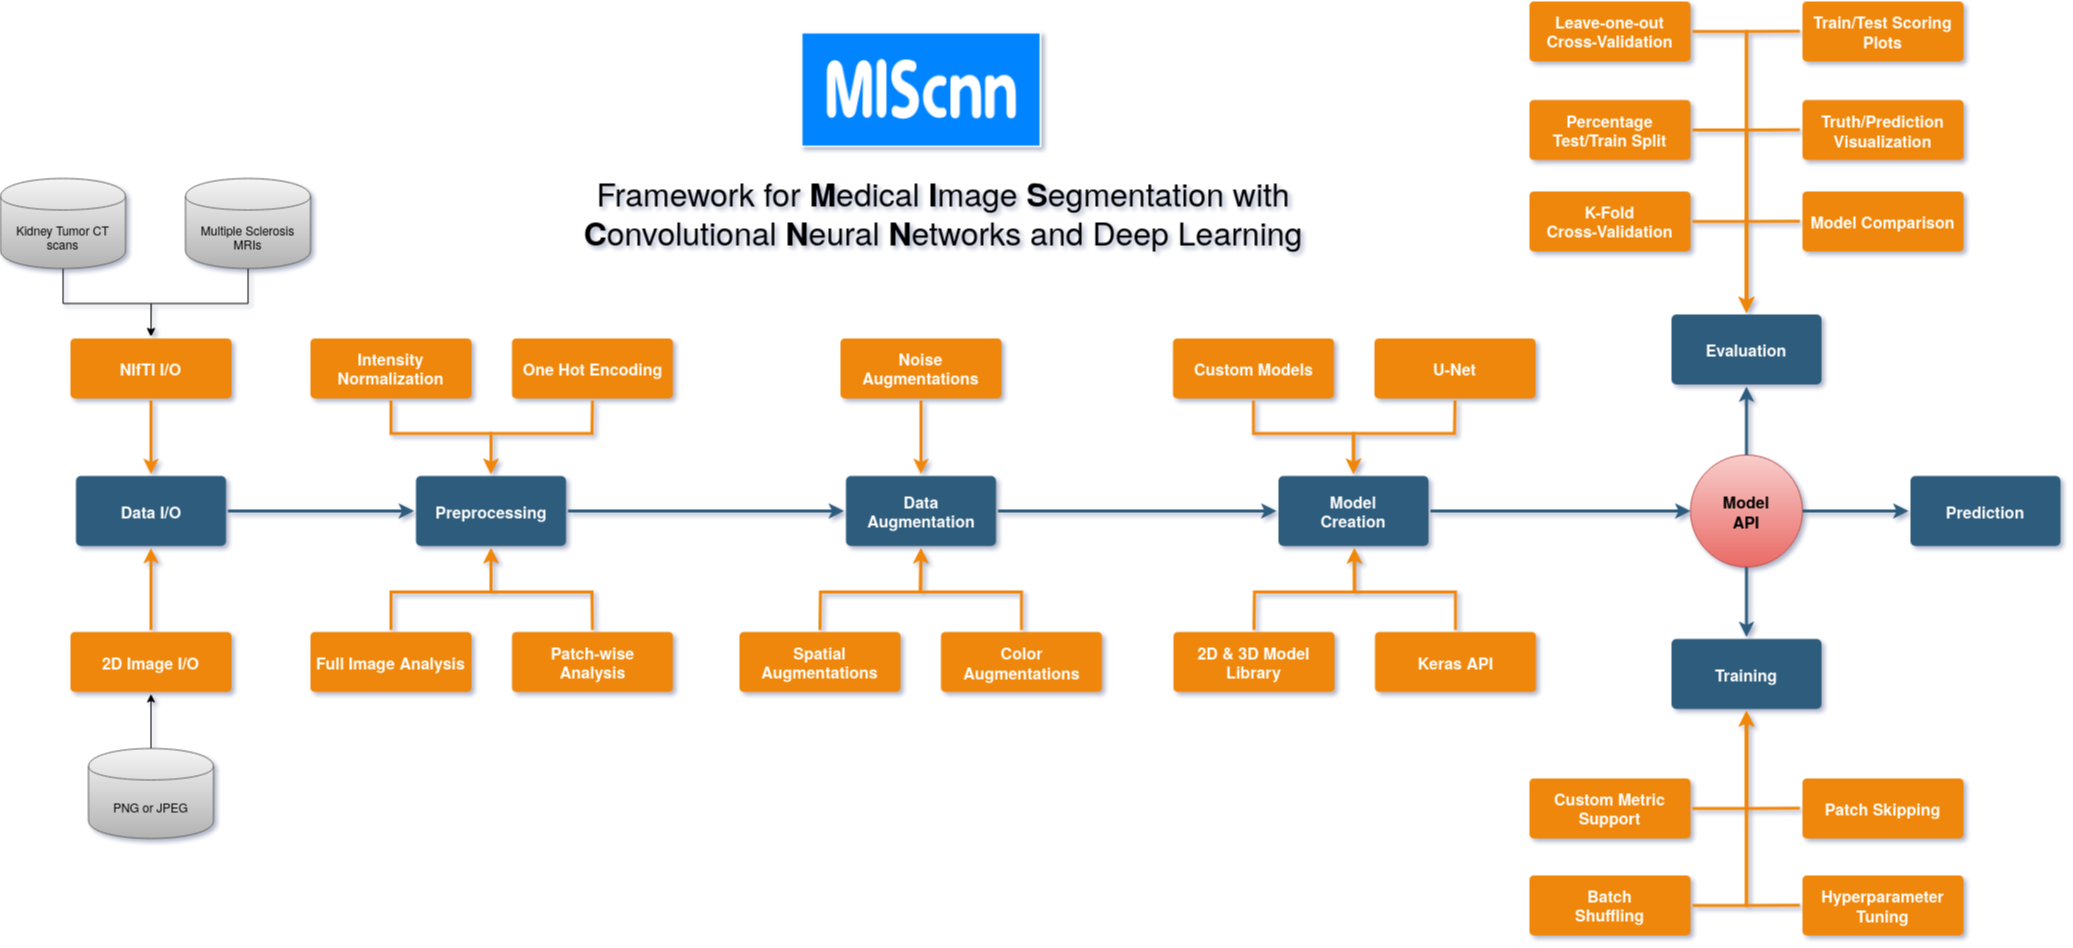 MIScnn
Framework for Medical Image Segmentation with
Convolutional Neural Networks and Deep Learning
Kidney Tumor CT
scans
Multiple Sclerosis
MRIs
NIfTI I/O
Data I/O
2D Image I/O
PNG or JPEG
Intensity
Normalization
One Hot Encoding
Preprocessing
Full Image Analysis
Patch-wise
Analysis
Noise
Augmentations
Data
Augmentation
Spatial
Augmentations
Color
Augmentations
Custom Models
U-Net
Model
Creation
2D & 3D Model
Library
Keras API
Leave-one-out
Cross-Validation
Train/Test Scoring
Plots
Percentage
Test/Train Split
Truth/Prediction
Visualization
K-Fold
Cross-Validation
Model Comparison
Evaluation
Model
API
Prediction
Training
Custom Metric
Support
Patch Skipping
Batch
Shuffling
Hyperparameter
Tuning